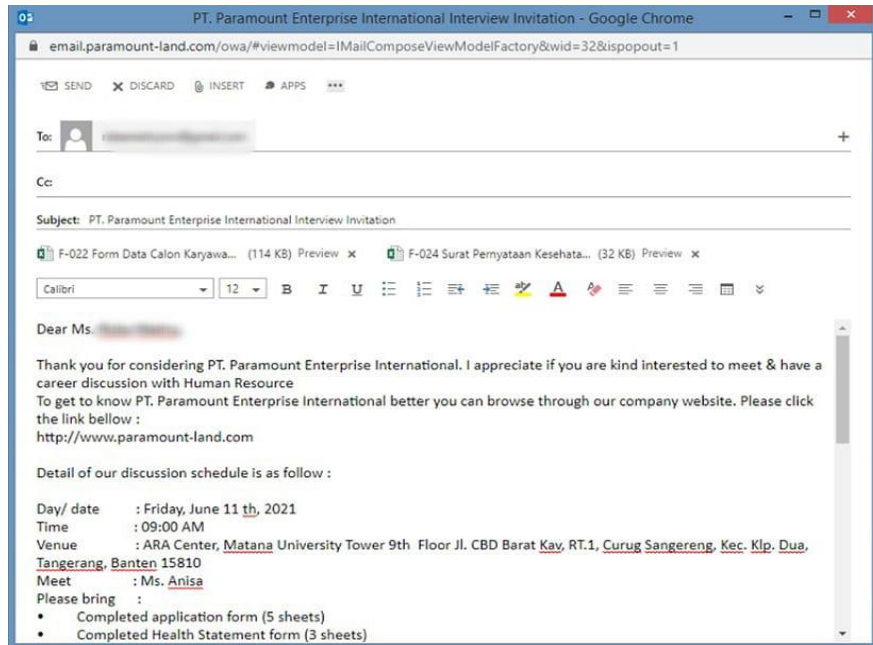 PT. Paramount Enterprise International Interview Invitation - Google Chrome
email.paramount-land.com/owa/#viewmodel=IMailComposeViewModelFactory&wid=32&ispopout=1
SEND DISCARD INSERT APPS
To:
Cc:
Subject: PT. Paramount Enterprise International Interview Invitation
F-022 Form Data Calon Karyawa... (114 KB) Preview x F-024 Surat Pernyataan Kesehata... (32 KB) Preview x
Calibri 12 B I U
Dear Ms.
Thank you for considering PT. Paramount Enterprise International. I appreciate if you are kind interested to meet & have a
career discussion with Human Resource
To get to know PT. Paramount Enterprise International better you can browse through our company website. Please click
the link bellow :
http://www.paramount-land.com
Detail of our discussion schedule is as follow :
Day/ date : Friday, June 11 th, 2021
Time : 09:00 AM
Venue : ARA Center, Matana University Tower 9th Floor Jl. CBD Barat Kav, RT.1, Curug Sangereng, Kec. Klp. Dua,
Tangerang, Banten 15810
Meet : Ms. Anisa
Please bring :
• Completed application form (5 sheets)
• Completed Health Statement form (3 sheets)